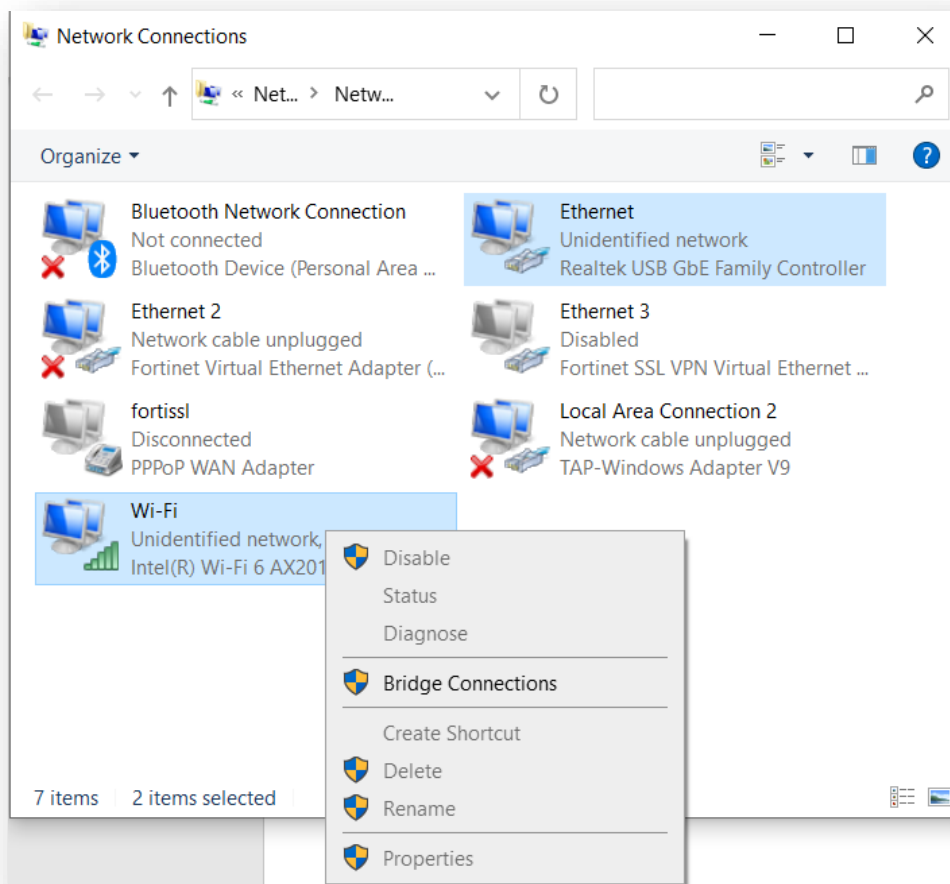 Network Connections
« Net... > Netw...
Organize
Bluetooth Network Connection
Not connected
Bluetooth Device (Personal Area ...
Ethernet
Unidentified network
Realtek USB GbE Family Controller
Ethernet 2
Network cable unplugged
Fortinet Virtual Ethernet Adapter (...
Ethernet 3
Disabled
Fortinet SSL VPN Virtual Ethernet ...
fortissl
Disconnected
PPPoP WAN Adapter
Local Area Connection 2
Network cable unplugged
TAP-Windows Adapter V9
Wi-Fi
Unidentified network,
Intel(R) Wi-Fi 6 AX201
Disable
Status
Diagnose
Bridge Connections
Create Shortcut
Delete
Rename
Properties
7 items
2 items selected